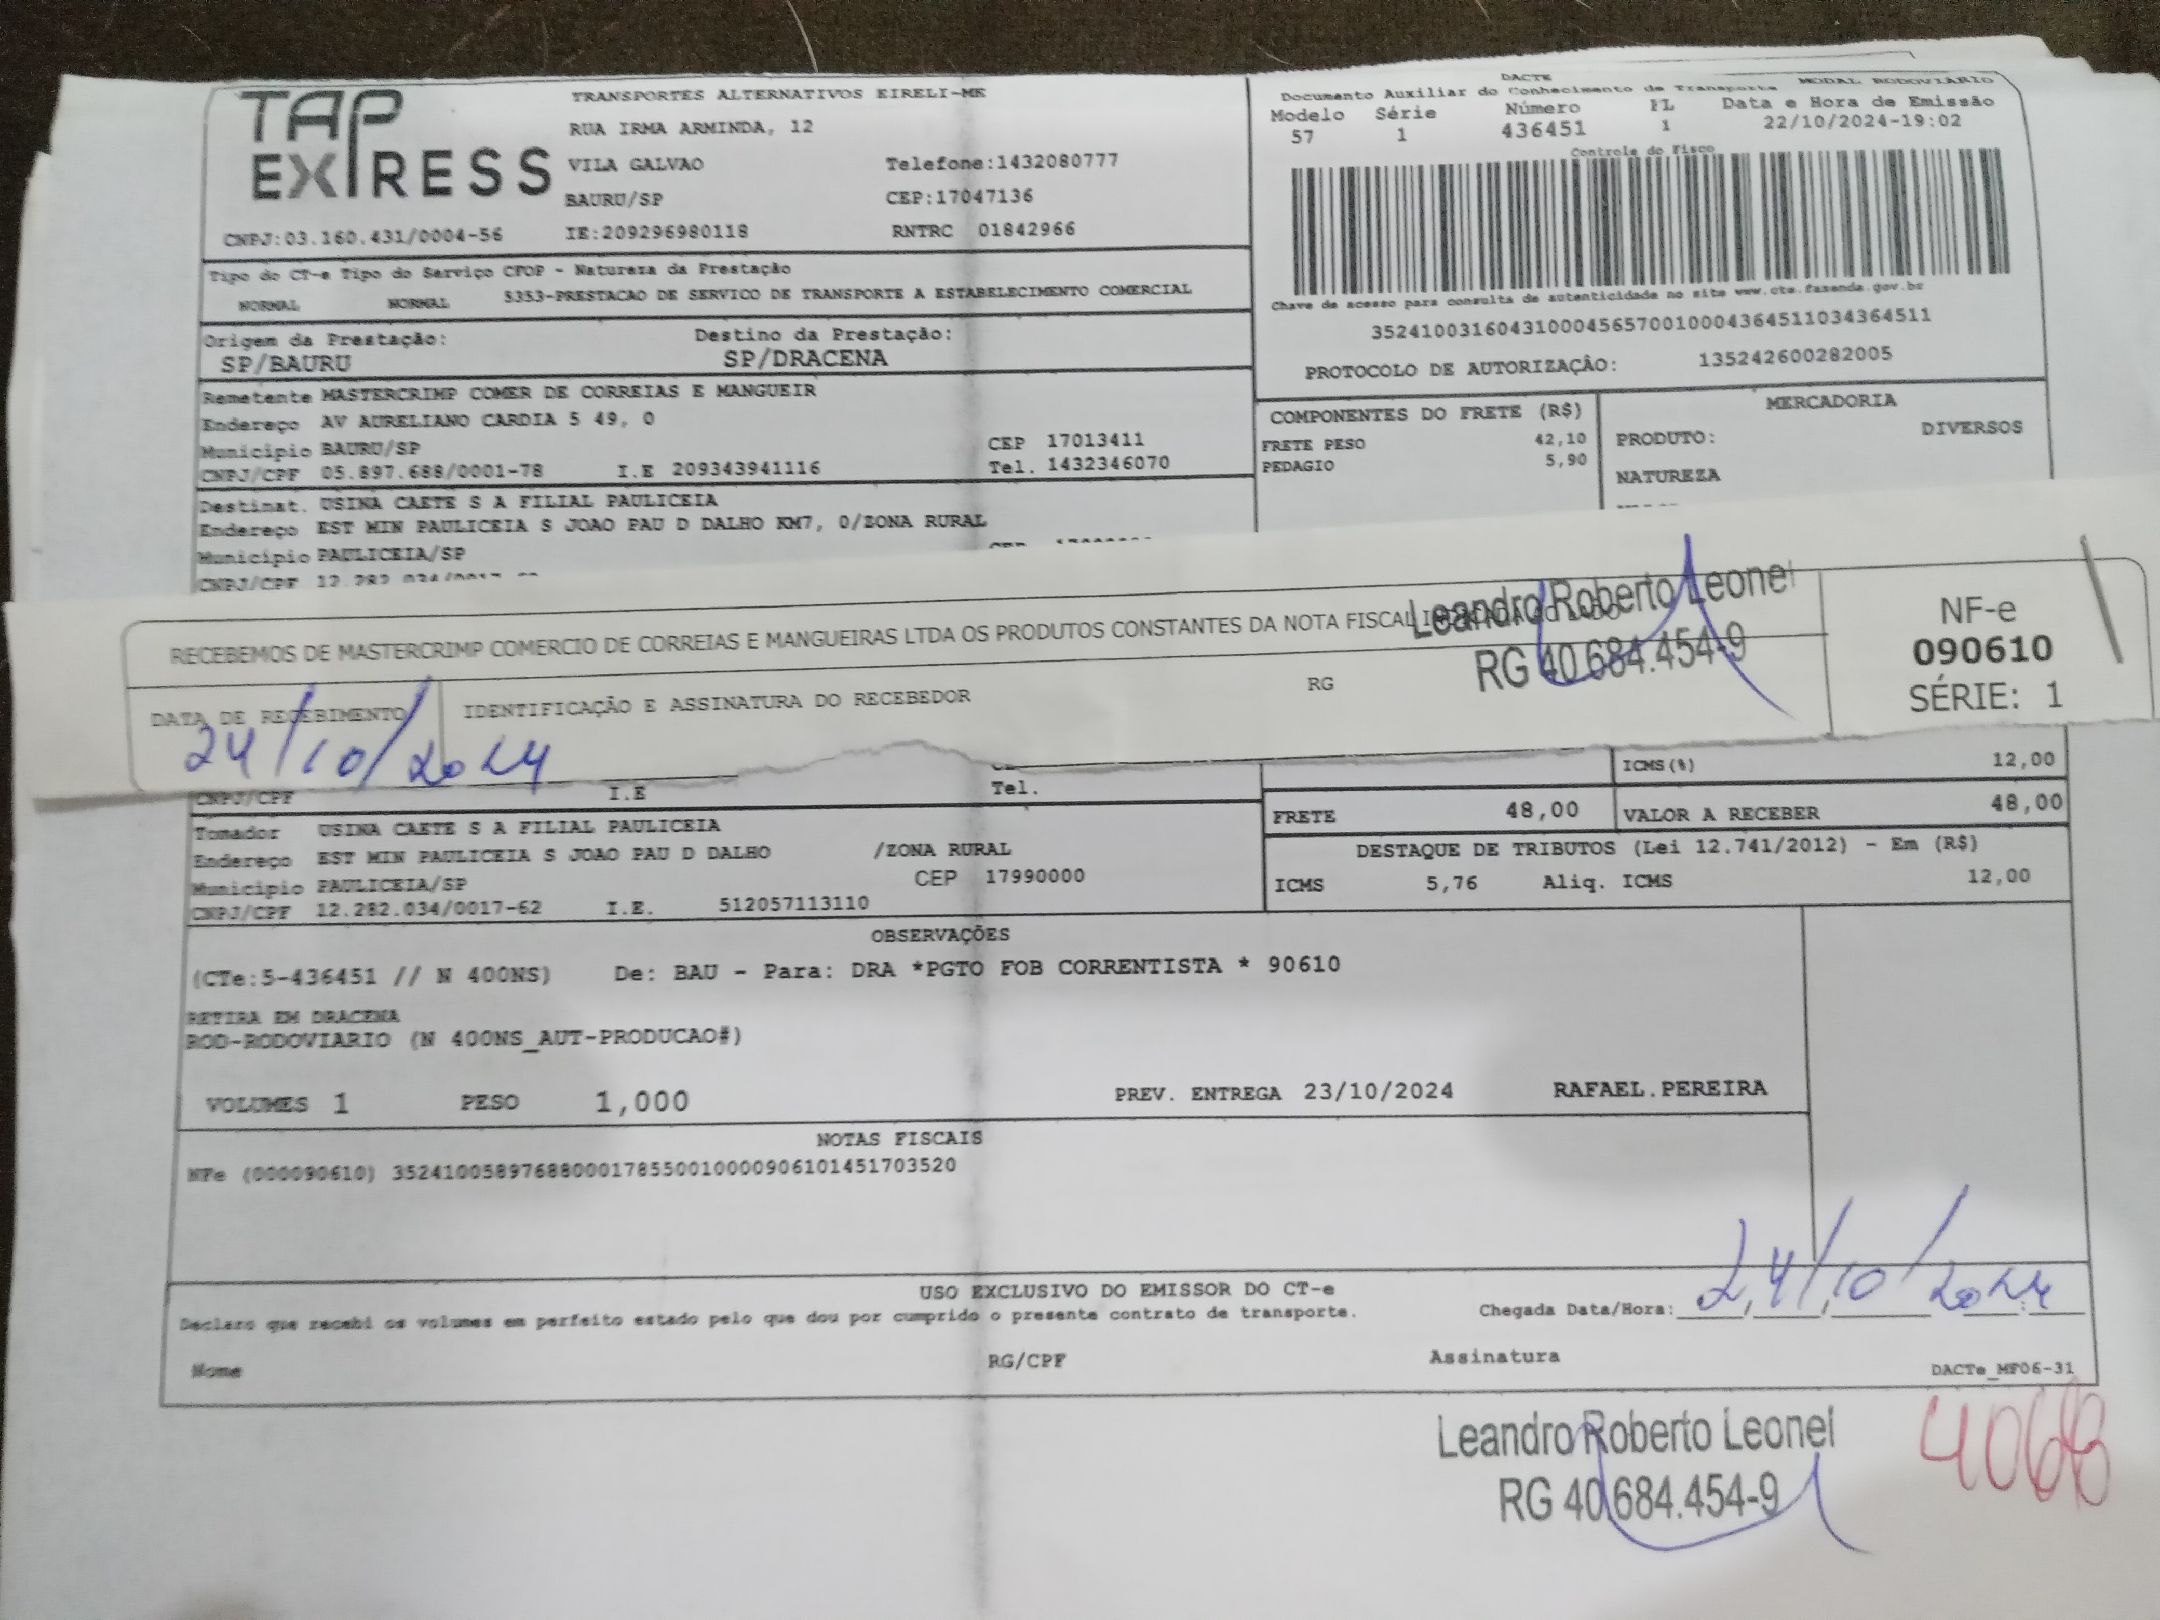 TAP EXPRESS
TRANSPORTES ALTERNATIVOS EIRELI-ME
RUA IRMA ARMINDA, 12
VILA GALVAO Telefone:1432080777
BAURU/SP CEP:17047136
CNPJ:03.160.431/0004-56 IE:209296980118 RNTRC 01842966
DACTE MODAL RODOVIÁRIO
Documento Auxiliar do Conhecimento de Transporte
Modelo Série Número FL Data e Hora de Emissão
57 1 436451 1 22/10/2024-19:02
Controle do Fisco
Chave de acesso para consulta de autenticidade no site www.cte.fazenda.gov.br
35241003160431000456570010004364511034364511
PROTOCOLO DE AUTORIZAÇÃO: 135242600282005
Tipo do CT-e Tipo do Serviço CFOP - Natureza da Prestação
NORMAL NORMAL 5353-PRESTACAO DE SERVICO DE TRANSPORTE A ESTABELECIMENTO COMERCIAL
Origem da Prestação: Destino da Prestação:
SP/BAURU SP/DRACENA
Remetente MASTERCRIMP COMER DE CORREIAS E MANGUEIR
Endereço AV AURELIANO CARDIA 5 49, 0
Município BAURU/SP CEP 17013411
CNPJ/CPF 05.897.688/0001-78 I.E 209343941116 Tel. 1432346070
COMPONENTES DO FRETE (R$)
FRETE PESO 42,10
PEDAGIO 5,90
MERCADORIA
PRODUTO: DIVERSOS
NATUREZA
Destinat. USINA CAETE S A FILIAL PAULICEIA
Endereço EST MIN PAULICEIA S JOAO PAU D DALHO KM7, 0/ZONA RURAL
Município PAULICEIA/SP
CNPJ/CPF
RECEBEMOS DE MASTERCRIMP COMERCIO DE CORREIAS E MANGUEIRAS LTDA OS PRODUTOS CONSTANTES DA NOTA FISCAL
Leandro Roberto Leonel
RG 40.684.454-9
DATA DE RECEBIMENTO IDENTIFICAÇÃO E ASSINATURA DO RECEBEDOR RG
24/10/2024
NF-e
090610
SÉRIE: 1
CNPJ/CPF I.E Tel.
ICMS(%) 12,00
FRETE 48,00 VALOR A RECEBER 48,00
Tomador USINA CAETE S A FILIAL PAULICEIA
Endereço EST MIN PAULICEIA S JOAO PAU D DALHO /ZONA RURAL
Município PAULICEIA/SP CEP 17990000
CNPJ/CPF 12.282.034/0017-62 I.E. 512057113110
DESTAQUE DE TRIBUTOS (Lei 12.741/2012) - Em (R$)
ICMS 5,76 Aliq. ICMS 12,00
OBSERVAÇÕES
(CTe:5-436451 // N 400NS) De: BAU - Para: DRA *PGTO FOB CORRENTISTA * 90610
RETIRA EM DRACENA
ROD-RODOVIARIO (N 400NS_AUT-PRODUCAO#)
VOLUMES 1 PESO 1,000 PREV. ENTREGA 23/10/2024 RAFAEL.PEREIRA
NOTAS FISCAIS
NFe (000090610) 35241005897688000178550010000906101451703520
USO EXCLUSIVO DO EMISSOR DO CT-e
Declaro que recebi os volumes em perfeito estado pelo que dou por cumprido o presente contrato de transporte. Chegada Data/Hora: 24/10/2024
Nome RG/CPF Assinatura
DACTe_MF06-31
Leandro Roberto Leonel
RG 40.684.454-9